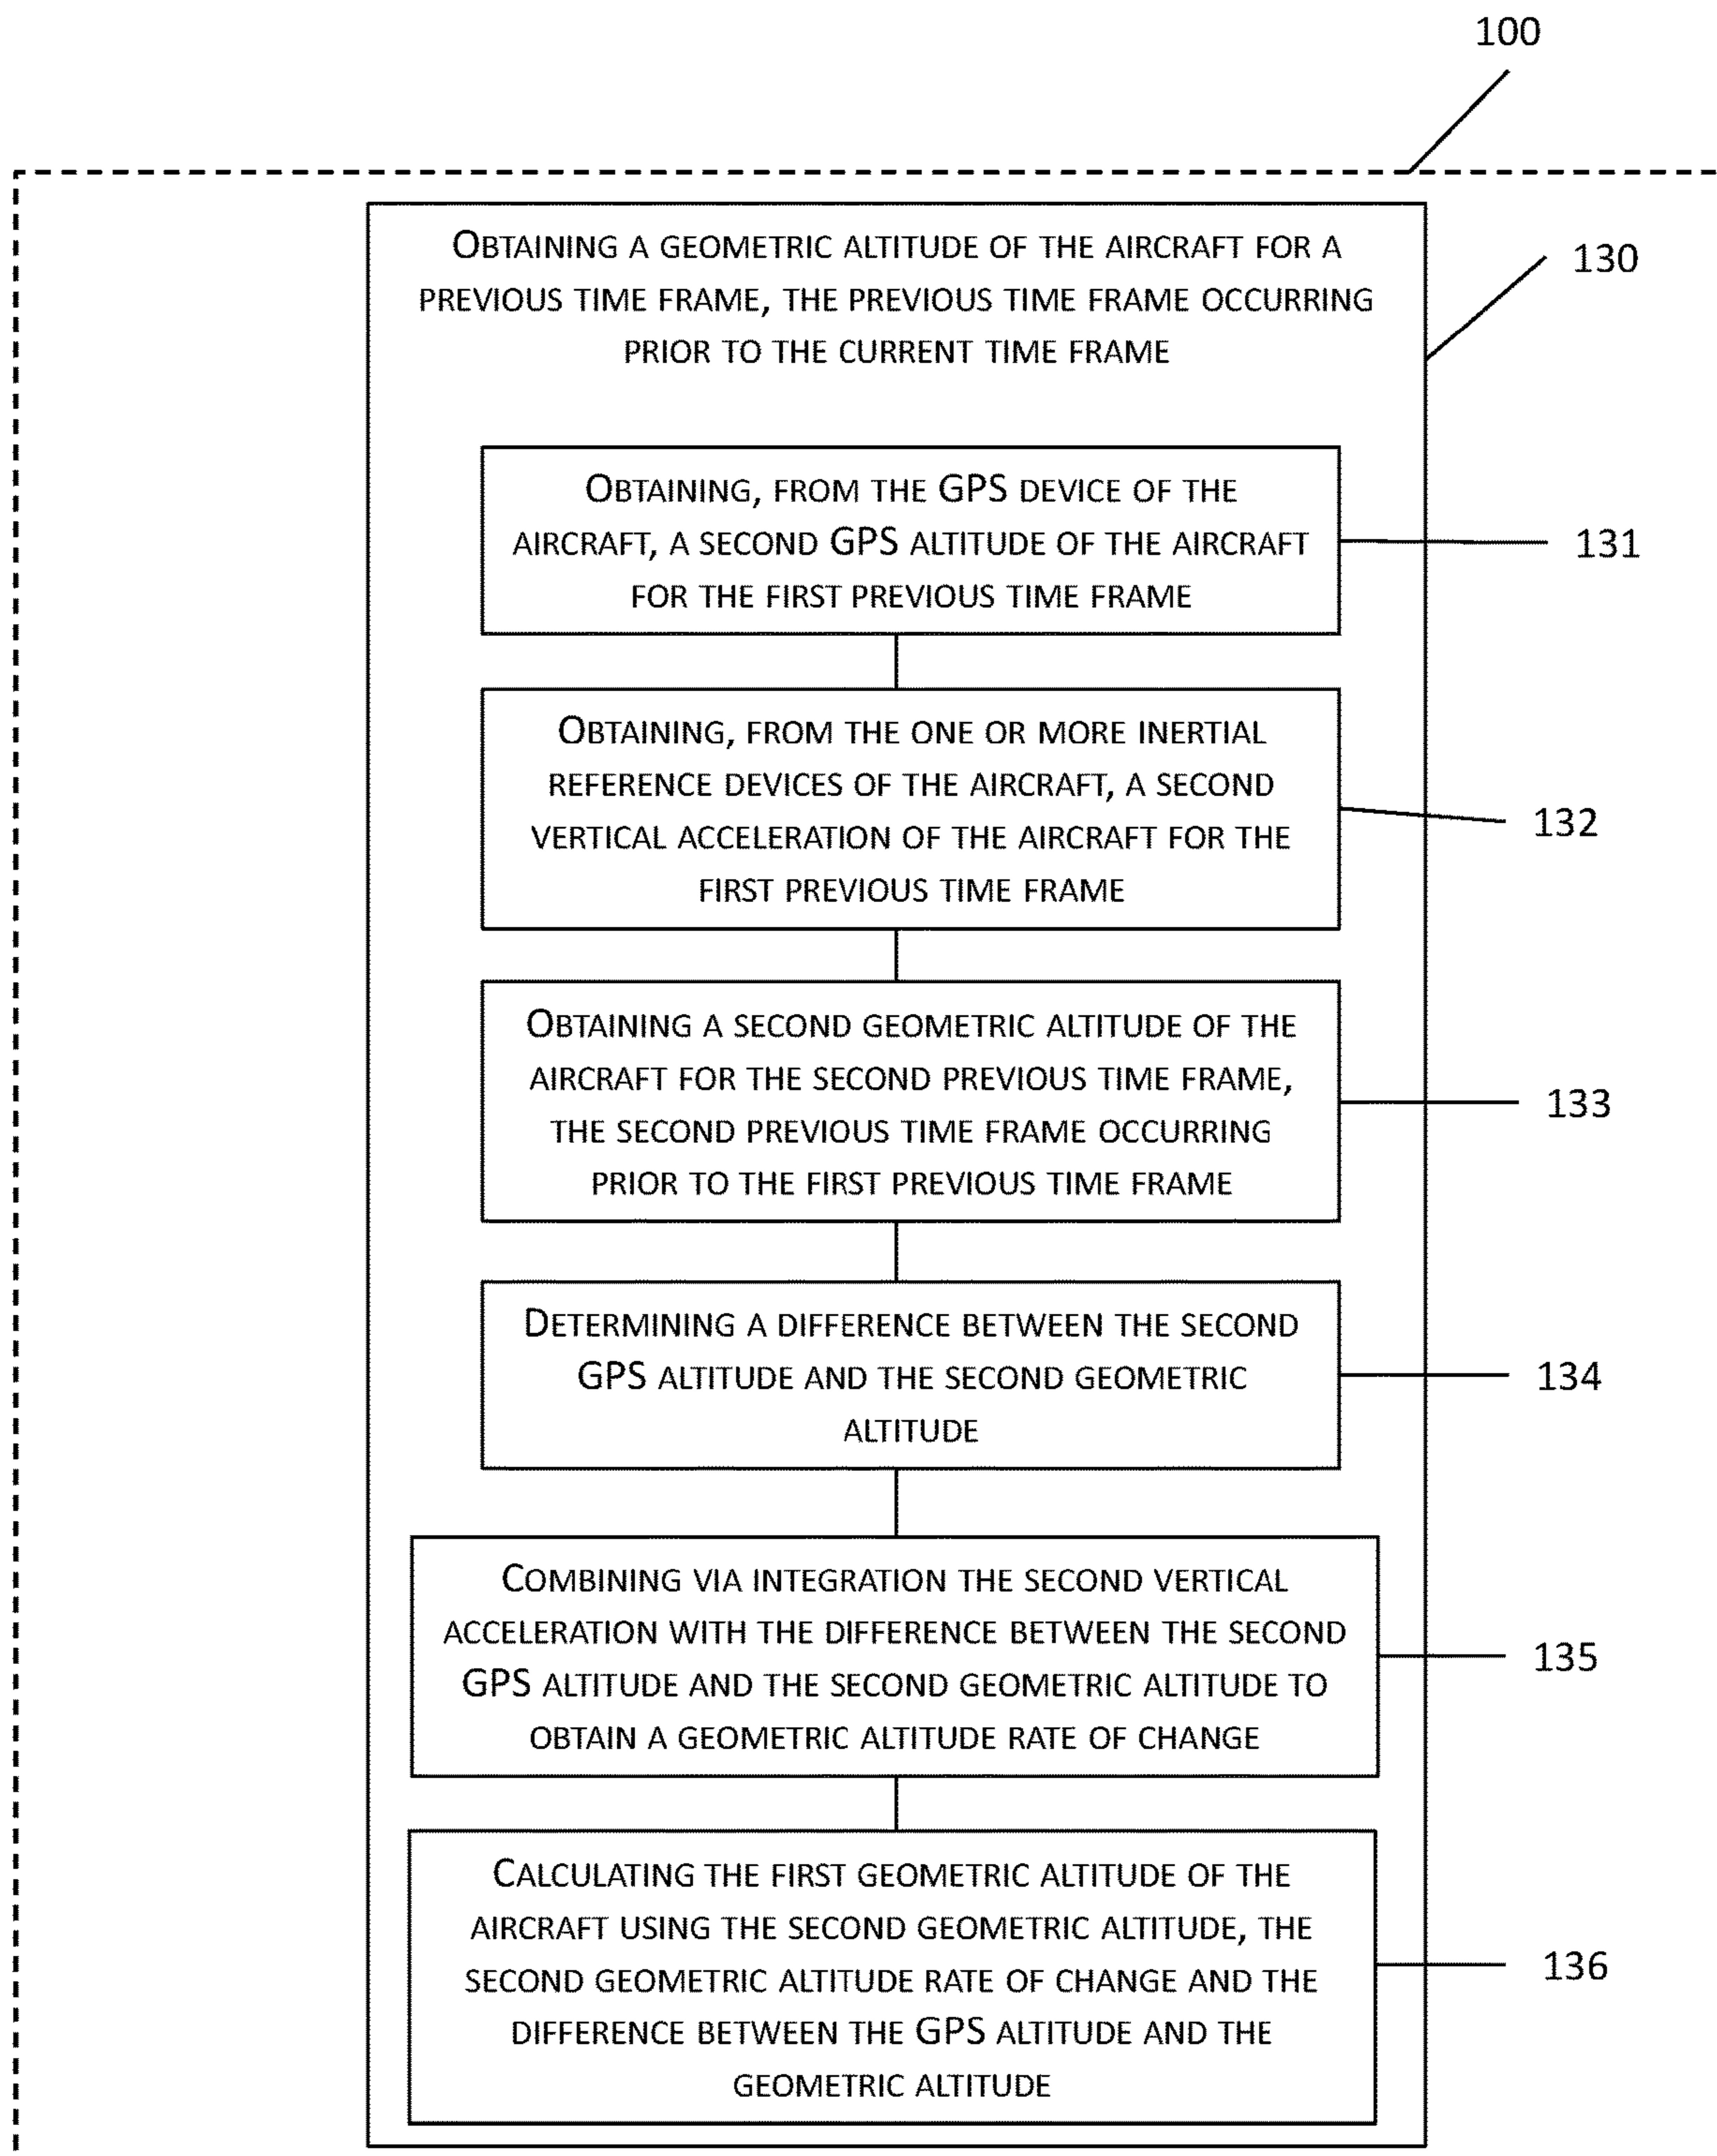 100
OBTAINING A GEOMETRIC ALTITUDE OF THE AIRCRAFT FOR A
PREVIOUS TIME FRAME, THE PREVIOUS TIME FRAME OCCURRING
PRIOR TO THE CURRENT TIME FRAME
130
OBTAINING, FROM THE GPS DEVICE OF THE
AIRCRAFT, A SECOND GPS ALTITUDE OF THE AIRCRAFT
FOR THE FIRST PREVIOUS TIME FRAME
131
OBTAINING, FROM THE ONE OR MORE INERTIAL
REFERENCE DEVICES OF THE AIRCRAFT, A SECOND
VERTICAL ACCELERATION OF THE AIRCRAFT FOR THE
FIRST PREVIOUS TIME FRAME
132
OBTAINING A SECOND GEOMETRIC ALTITUDE OF THE
AIRCRAFT FOR THE SECOND PREVIOUS TIME FRAME,
THE SECOND PREVIOUS TIME FRAME OCCURRING
PRIOR TO THE FIRST PREVIOUS TIME FRAME
133
DETERMINING A DIFFERENCE BETWEEN THE SECOND
GPS ALTITUDE AND THE SECOND GEOMETRIC
ALTITUDE
134
COMBINING VIA INTEGRATION THE SECOND VERTICAL
ACCELERATION WITH THE DIFFERENCE BETWEEN THE SECOND
GPS ALTITUDE AND THE SECOND GEOMETRIC ALTITUDE TO
OBTAIN A GEOMETRIC ALTITUDE RATE OF CHANGE
135
CALCULATING THE FIRST GEOMETRIC ALTITUDE OF THE
AIRCRAFT USING THE SECOND GEOMETRIC ALTITUDE, THE
SECOND GEOMETRIC ALTITUDE RATE OF CHANGE AND THE
DIFFERENCE BETWEEN THE GPS ALTITUDE AND THE
GEOMETRIC ALTITUDE
136